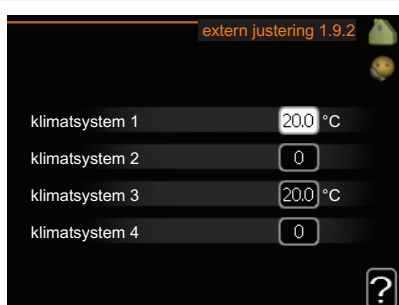 extern justering 1.9.2
klimatsystem 1 20.0 °C
klimatsystem 2 0
klimatsystem 3 20.0 °C
klimatsystem 4 0
?